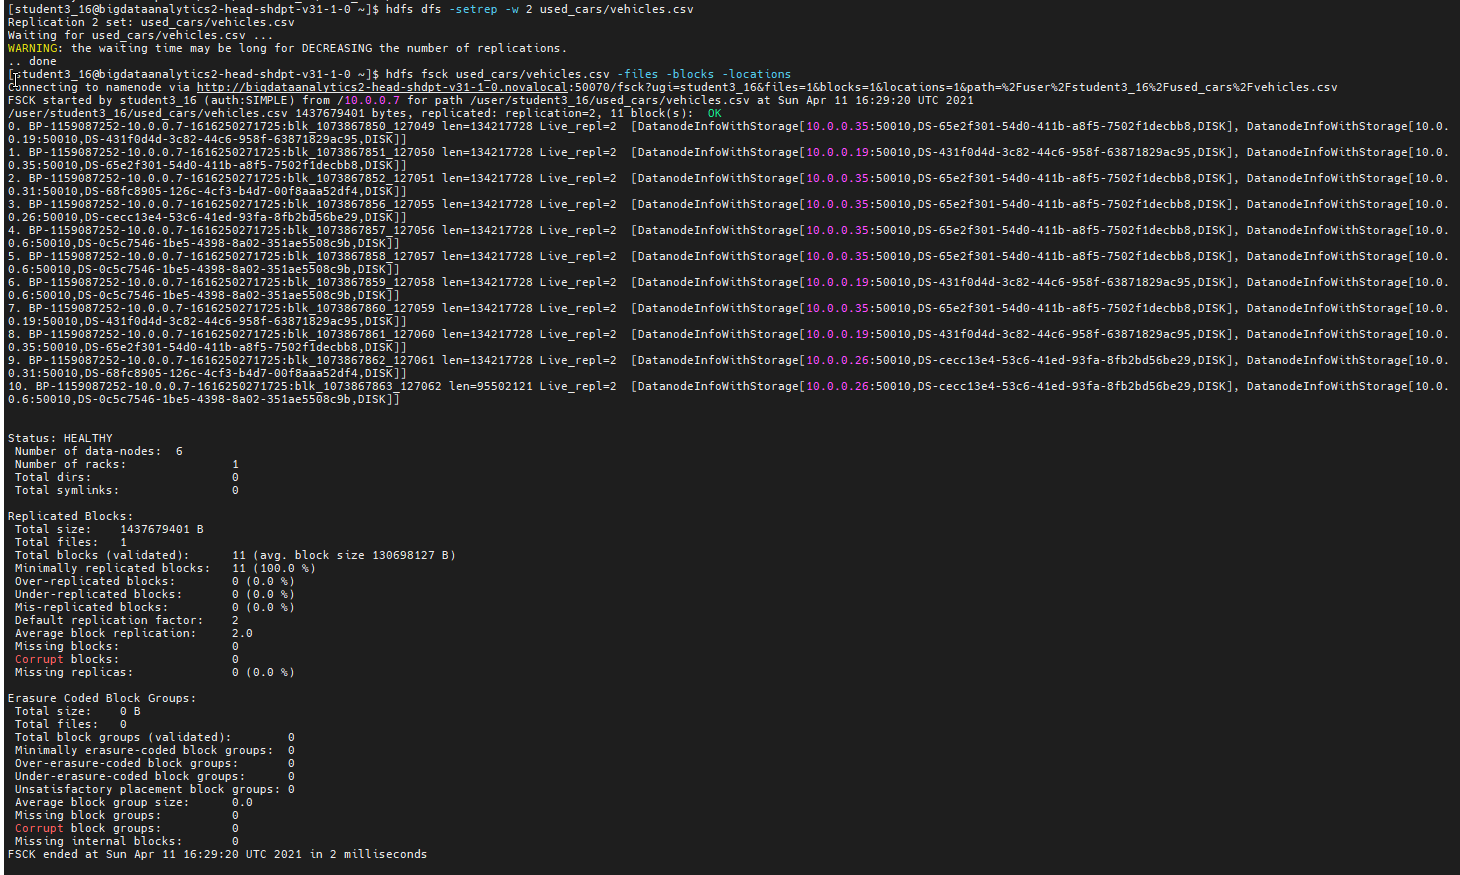 [student3_16@bigdataanalytics2-head-shdpt-v31-1-0 ~]$ hdfs dfs -setrep -w 2 used_cars/vehicles.csv
Replication 2 set: used_cars/vehicles.csv
Waiting for used_cars/vehicles.csv ...
WARNING: the waiting time may be long for DECREASING the number of replications.
.. done
[student3_16@bigdataanalytics2-head-shdpt-v31-1-0 ~]$ hdfs fsck used_cars/vehicles.csv -files -blocks -locations
Connecting to namenode via http://bigdataanalytics2-head-shdpt-v31-1-0.novalocal:50070/fsck?ugi=student3_16&files=1&blocks=1&locations=1&path=%2Fuser%2Fstudent3_16%2Fused_cars%2Fvehicles.csv
FSCK started by student3_16 (auth:SIMPLE) from /10.0.0.7 for path /user/student3_16/used_cars/vehicles.csv at Sun Apr 11 16:29:20 UTC 2021
/user/student3_16/used_cars/vehicles.csv 1437679401 bytes, replicated: replication=2, 11 block(s):  OK
0. BP-1159087252-10.0.0.7-1616250271725:blk_1073867850_127049 len=134217728 Live_repl=2  [DatanodeInfoWithStorage[10.0.0.35:50010,DS-65e2f301-54d0-411b-a8f5-7502f1decbb8,DISK], DatanodeInfoWithStorage[10.0.
0.19:50010,DS-431f0d4d-3c82-44c6-958f-63871829ac95,DISK]]
1. BP-1159087252-10.0.0.7-1616250271725:blk_1073867851_127050 len=134217728 Live_repl=2  [DatanodeInfoWithStorage[10.0.0.19:50010,DS-431f0d4d-3c82-44c6-958f-63871829ac95,DISK], DatanodeInfoWithStorage[10.0.
0.35:50010,DS-65e2f301-54d0-411b-a8f5-7502f1decbb8,DISK]]
2. BP-1159087252-10.0.0.7-1616250271725:blk_1073867852_127051 len=134217728 Live_repl=2  [DatanodeInfoWithStorage[10.0.0.35:50010,DS-65e2f301-54d0-411b-a8f5-7502f1decbb8,DISK], DatanodeInfoWithStorage[10.0.
0.31:50010,DS-68fc8905-126c-4cf3-b4d7-00f8aaa52df4,DISK]]
3. BP-1159087252-10.0.0.7-1616250271725:blk_1073867856_127055 len=134217728 Live_repl=2  [DatanodeInfoWithStorage[10.0.0.35:50010,DS-65e2f301-54d0-411b-a8f5-7502f1decbb8,DISK], DatanodeInfoWithStorage[10.0.
0.26:50010,DS-cecc13e4-53c6-41ed-93fa-8fb2bd56be29,DISK]]
4. BP-1159087252-10.0.0.7-1616250271725:blk_1073867857_127056 len=134217728 Live_repl=2  [DatanodeInfoWithStorage[10.0.0.35:50010,DS-65e2f301-54d0-411b-a8f5-7502f1decbb8,DISK], DatanodeInfoWithStorage[10.0.
0.6:50010,DS-0c5c7546-1be5-4398-8a02-351ae5508c9b,DISK]]
5. BP-1159087252-10.0.0.7-1616250271725:blk_1073867858_127057 len=134217728 Live_repl=2  [DatanodeInfoWithStorage[10.0.0.35:50010,DS-65e2f301-54d0-411b-a8f5-7502f1decbb8,DISK], DatanodeInfoWithStorage[10.0.
0.6:50010,DS-0c5c7546-1be5-4398-8a02-351ae5508c9b,DISK]]
6. BP-1159087252-10.0.0.7-1616250271725:blk_1073867859_127058 len=134217728 Live_repl=2  [DatanodeInfoWithStorage[10.0.0.19:50010,DS-431f0d4d-3c82-44c6-958f-63871829ac95,DISK], DatanodeInfoWithStorage[10.0.
0.6:50010,DS-0c5c7546-1be5-4398-8a02-351ae5508c9b,DISK]]
7. BP-1159087252-10.0.0.7-1616250271725:blk_1073867860_127059 len=134217728 Live_repl=2  [DatanodeInfoWithStorage[10.0.0.35:50010,DS-65e2f301-54d0-411b-a8f5-7502f1decbb8,DISK], DatanodeInfoWithStorage[10.0.
0.19:50010,DS-431f0d4d-3c82-44c6-958f-63871829ac95,DISK]]
8. BP-1159087252-10.0.0.7-1616250271725:blk_1073867861_127060 len=134217728 Live_repl=2  [DatanodeInfoWithStorage[10.0.0.19:50010,DS-431f0d4d-3c82-44c6-958f-63871829ac95,DISK], DatanodeInfoWithStorage[10.0.
0.35:50010,DS-65e2f301-54d0-411b-a8f5-7502f1decbb8,DISK]]
9. BP-1159087252-10.0.0.7-1616250271725:blk_1073867862_127061 len=134217728 Live_repl=2  [DatanodeInfoWithStorage[10.0.0.26:50010,DS-cecc13e4-53c6-41ed-93fa-8fb2bd56be29,DISK], DatanodeInfoWithStorage[10.0.
0.31:50010,DS-68fc8905-126c-4cf3-b4d7-00f8aaa52df4,DISK]]
10. BP-1159087252-10.0.0.7-1616250271725:blk_1073867863_127062 len=95502121 Live_repl=2  [DatanodeInfoWithStorage[10.0.0.26:50010,DS-cecc13e4-53c6-41ed-93fa-8fb2bd56be29,DISK], DatanodeInfoWithStorage[10.0.
0.6:50010,DS-0c5c7546-1be5-4398-8a02-351ae5508c9b,DISK]]
Status: HEALTHY
Number of data-nodes:  6
Number of racks: 1
Total dirs: 0
Total symlinks: 0
Replicated Blocks:
Total size: 1437679401 B
Total files: 1
Total blocks (validated): 11 (avg. block size 130698127 B)
Minimally replicated blocks: 11 (100.0 %)
Over-replicated blocks: 0 (0.0 %)
Under-replicated blocks: 0 (0.0 %)
Mis-replicated blocks: 0 (0.0 %)
Default replication factor: 2
Average block replication: 2.0
Missing blocks: 0
Corrupt blocks: 0
Missing replicas: 0 (0.0 %)
Erasure Coded Block Groups:
Total size: 0 B
Total files: 0
Total block groups (validated): 0
Minimally erasure-coded block groups: 0
Over-erasure-coded block groups: 0
Under-erasure-coded block groups: 0
Unsatisfactory placement block groups: 0
Average block group size: 0.0
Missing block groups: 0
Corrupt block groups: 0
Missing internal blocks: 0
FSCK ended at Sun Apr 11 16:29:20 UTC 2021 in 2 milliseconds